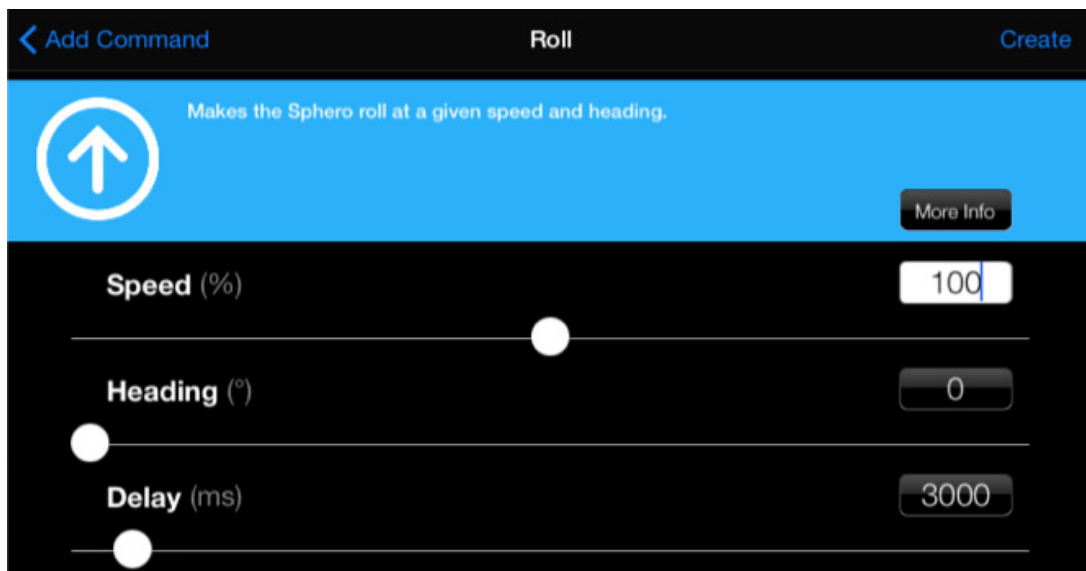 Add Command
Roll
Create
Makes the Sphero roll at a given speed and heading.
More Info
Speed (%)
100
Heading (°)
0
Delay (ms)
3000